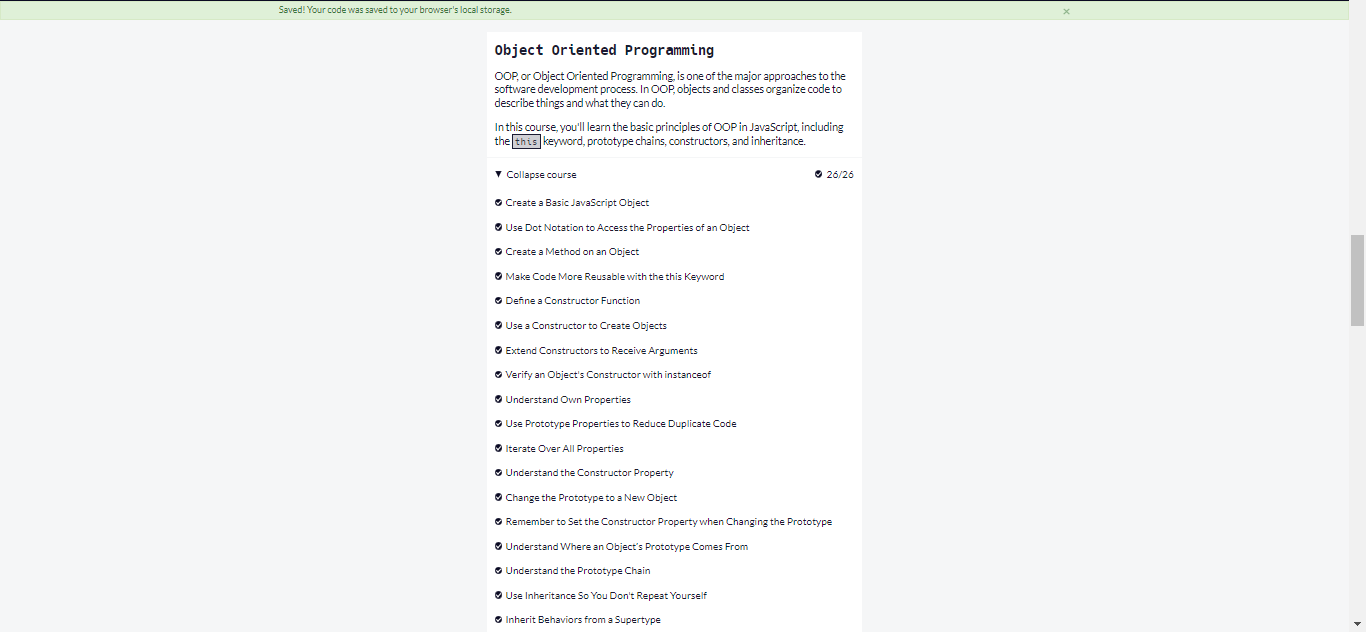 Saved! Your code was saved to your browser's local storage.
×
Object Oriented Programming
OOP, or Object Oriented Programming, is one of the major approaches to the
software development process. In OOP, objects and classes organize code to
describe things and what they can do.
In this course, you'll learn the basic principles of OOP in JavaScript, including
the this keyword, prototype chains, constructors, and inheritance.
Collapse course 26/26
Create a Basic JavaScript Object
Use Dot Notation to Access the Properties of an Object
Create a Method on an Object
Make Code More Reusable with the this Keyword
Define a Constructor Function
Use a Constructor to Create Objects
Extend Constructors to Receive Arguments
Verify an Object's Constructor with instanceof
Understand Own Properties
Use Prototype Properties to Reduce Duplicate Code
Iterate Over All Properties
Understand the Constructor Property
Change the Prototype to a New Object
Remember to Set the Constructor Property when Changing the Prototype
Understand Where an Object's Prototype Comes From
Understand the Prototype Chain
Use Inheritance So You Don't Repeat Yourself
Inherit Behaviors from a Supertype